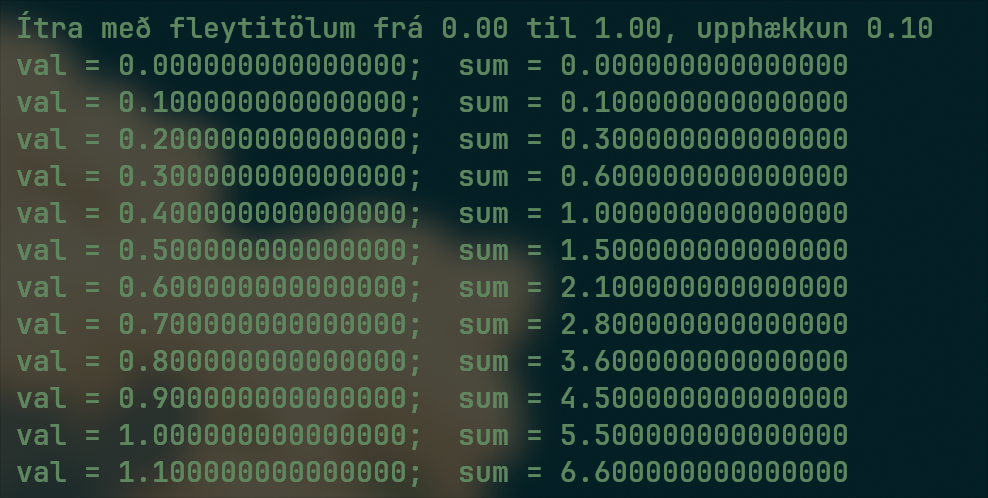 Ítra með fleytitölum frá 0.00 til 1.00, upphækkun 0.10
val = 0.000000000000000;  sum = 0.000000000000000
val = 0.100000000000000;  sum = 0.100000000000000
val = 0.200000000000000;  sum = 0.300000000000000
val = 0.300000000000000;  sum = 0.600000000000000
val = 0.400000000000000;  sum = 1.000000000000000
val = 0.500000000000000;  sum = 1.500000000000000
val = 0.600000000000000;  sum = 2.100000000000000
val = 0.700000000000000;  sum = 2.800000000000000
val = 0.800000000000000;  sum = 3.600000000000000
val = 0.900000000000000;  sum = 4.500000000000000
val = 1.000000000000000;  sum = 5.500000000000000
val = 1.100000000000000;  sum = 6.600000000000000